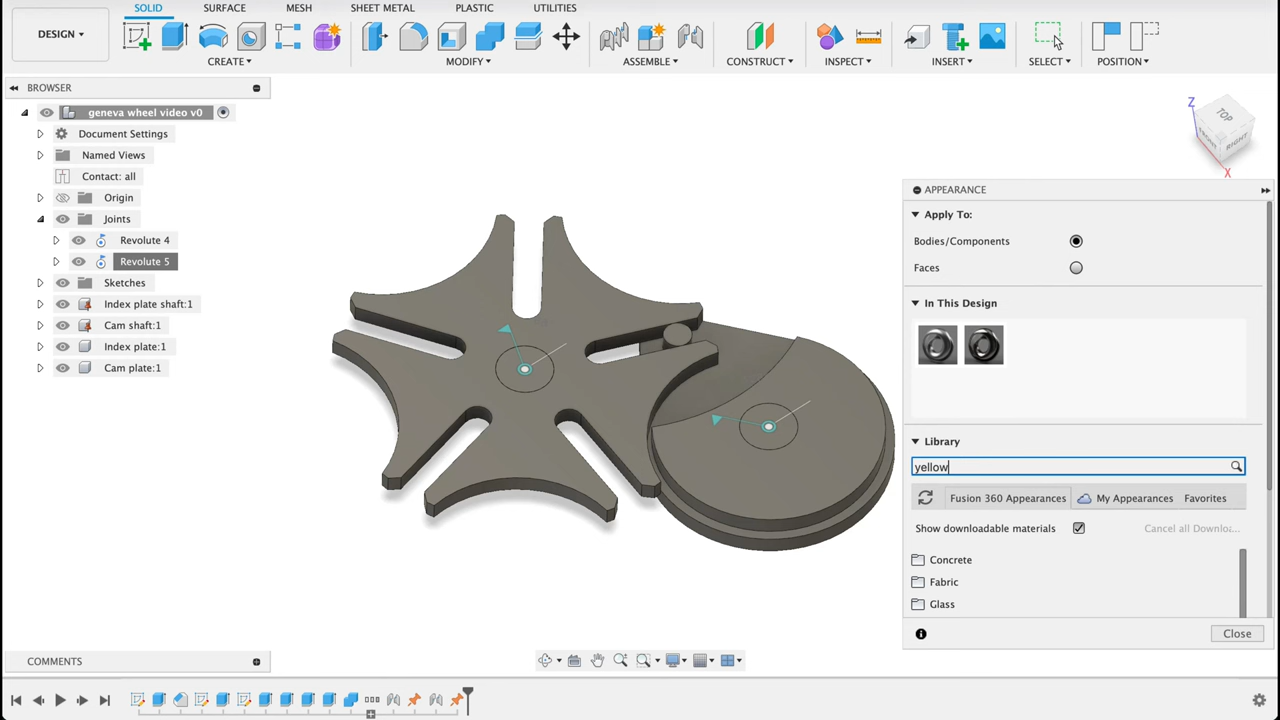 SOLID SURFACE MESH SHEET METAL PLASTIC UTILITIES
DESIGN ▾
CREATE ▾ MODIFY ▾ ASSEMBLE ▾ CONSTRUCT ▾ INSPECT ▾ INSERT ▾ SELECT ▾ POSITION ▾
BROWSER
geneva wheel video v0
Document Settings
Named Views
Contact: all
Origin
Joints
Revolute 4
Revolute 5
Sketches
Index plate shaft:1
Cam shaft:1
Index plate:1
Cam plate:1
Z
TOP
FRONT RIGHT
X
APPEARANCE
Apply To:
Bodies/Components
Faces
In This Design
Library
yellow
Fusion 360 Appearances My Appearances Favorites
Show downloadable materials Cancel all Downlo...
Concrete
Fabric
Glass
Close
COMMENTS